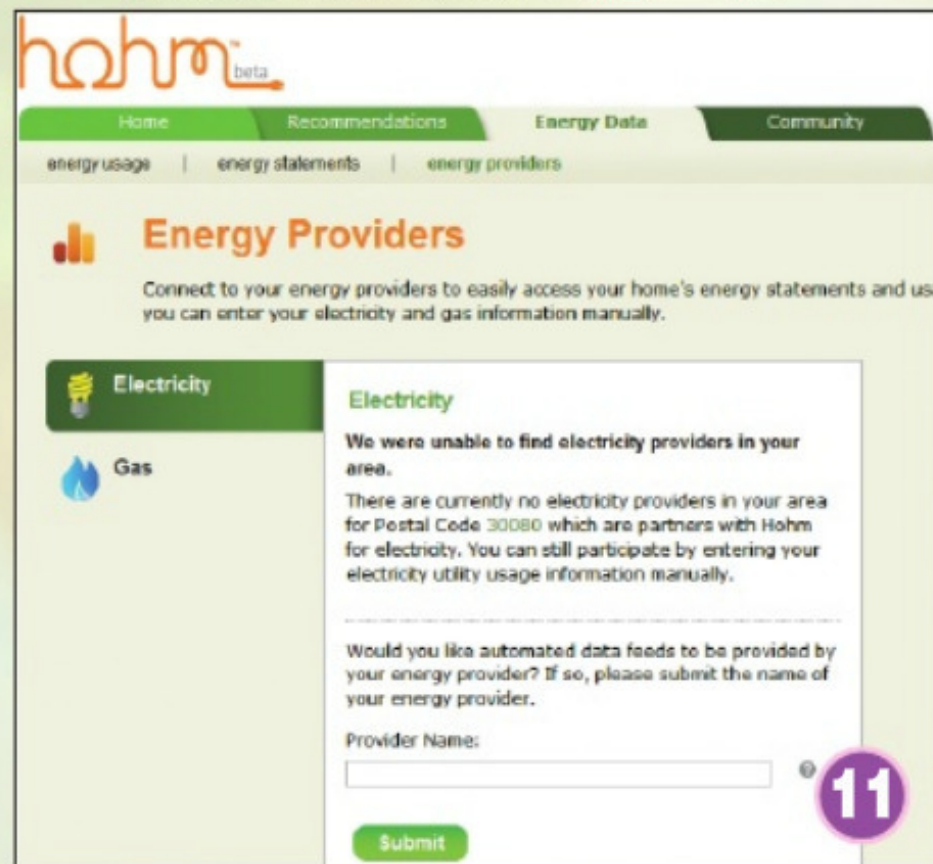 hohm™
beta
Home Recommendations Energy Data Community
energy usage | energy statements | energy providers
Energy Providers
Connect to your energy providers to easily access your home's energy statements and us
you can enter your electricity and gas information manually.
Electricity
Gas
Electricity
We were unable to find electricity providers in your
area.
There are currently no electricity providers in your area
for Postal Code 30080 which are partners with Hohm
for electricity. You can still participate by entering your
electricity utility usage information manually.
Would you like automated data feeds to be provided by
your energy provider? If so, please submit the name of
your energy provider.
Provider Name:
?
11
Submit